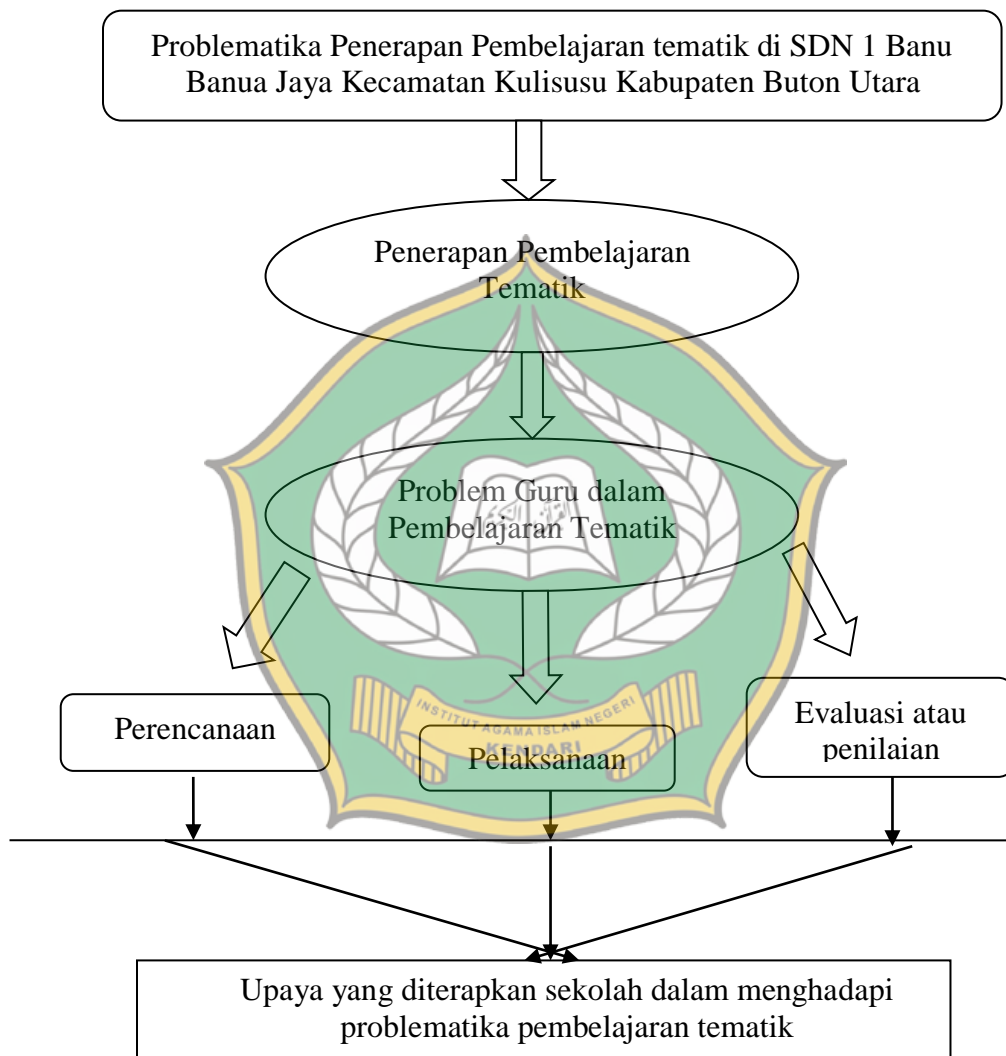 Problematika Penerapan Pembelajaran tematik di SDN 1 Banu
Banua Jaya Kecamatan Kulisusu Kabupaten Buton Utara
Penerapan Pembelajaran
Tematik
Problem Guru dalam
Pembelajaran Tematik
Perencanaan
Pelaksanaan
Evaluasi atau
penilaian
INSTITUT AGAMA ISLAM NEGERI
KENDARI
Upaya yang diterapkan sekolah dalam menghadapi
problematika pembelajaran tematik